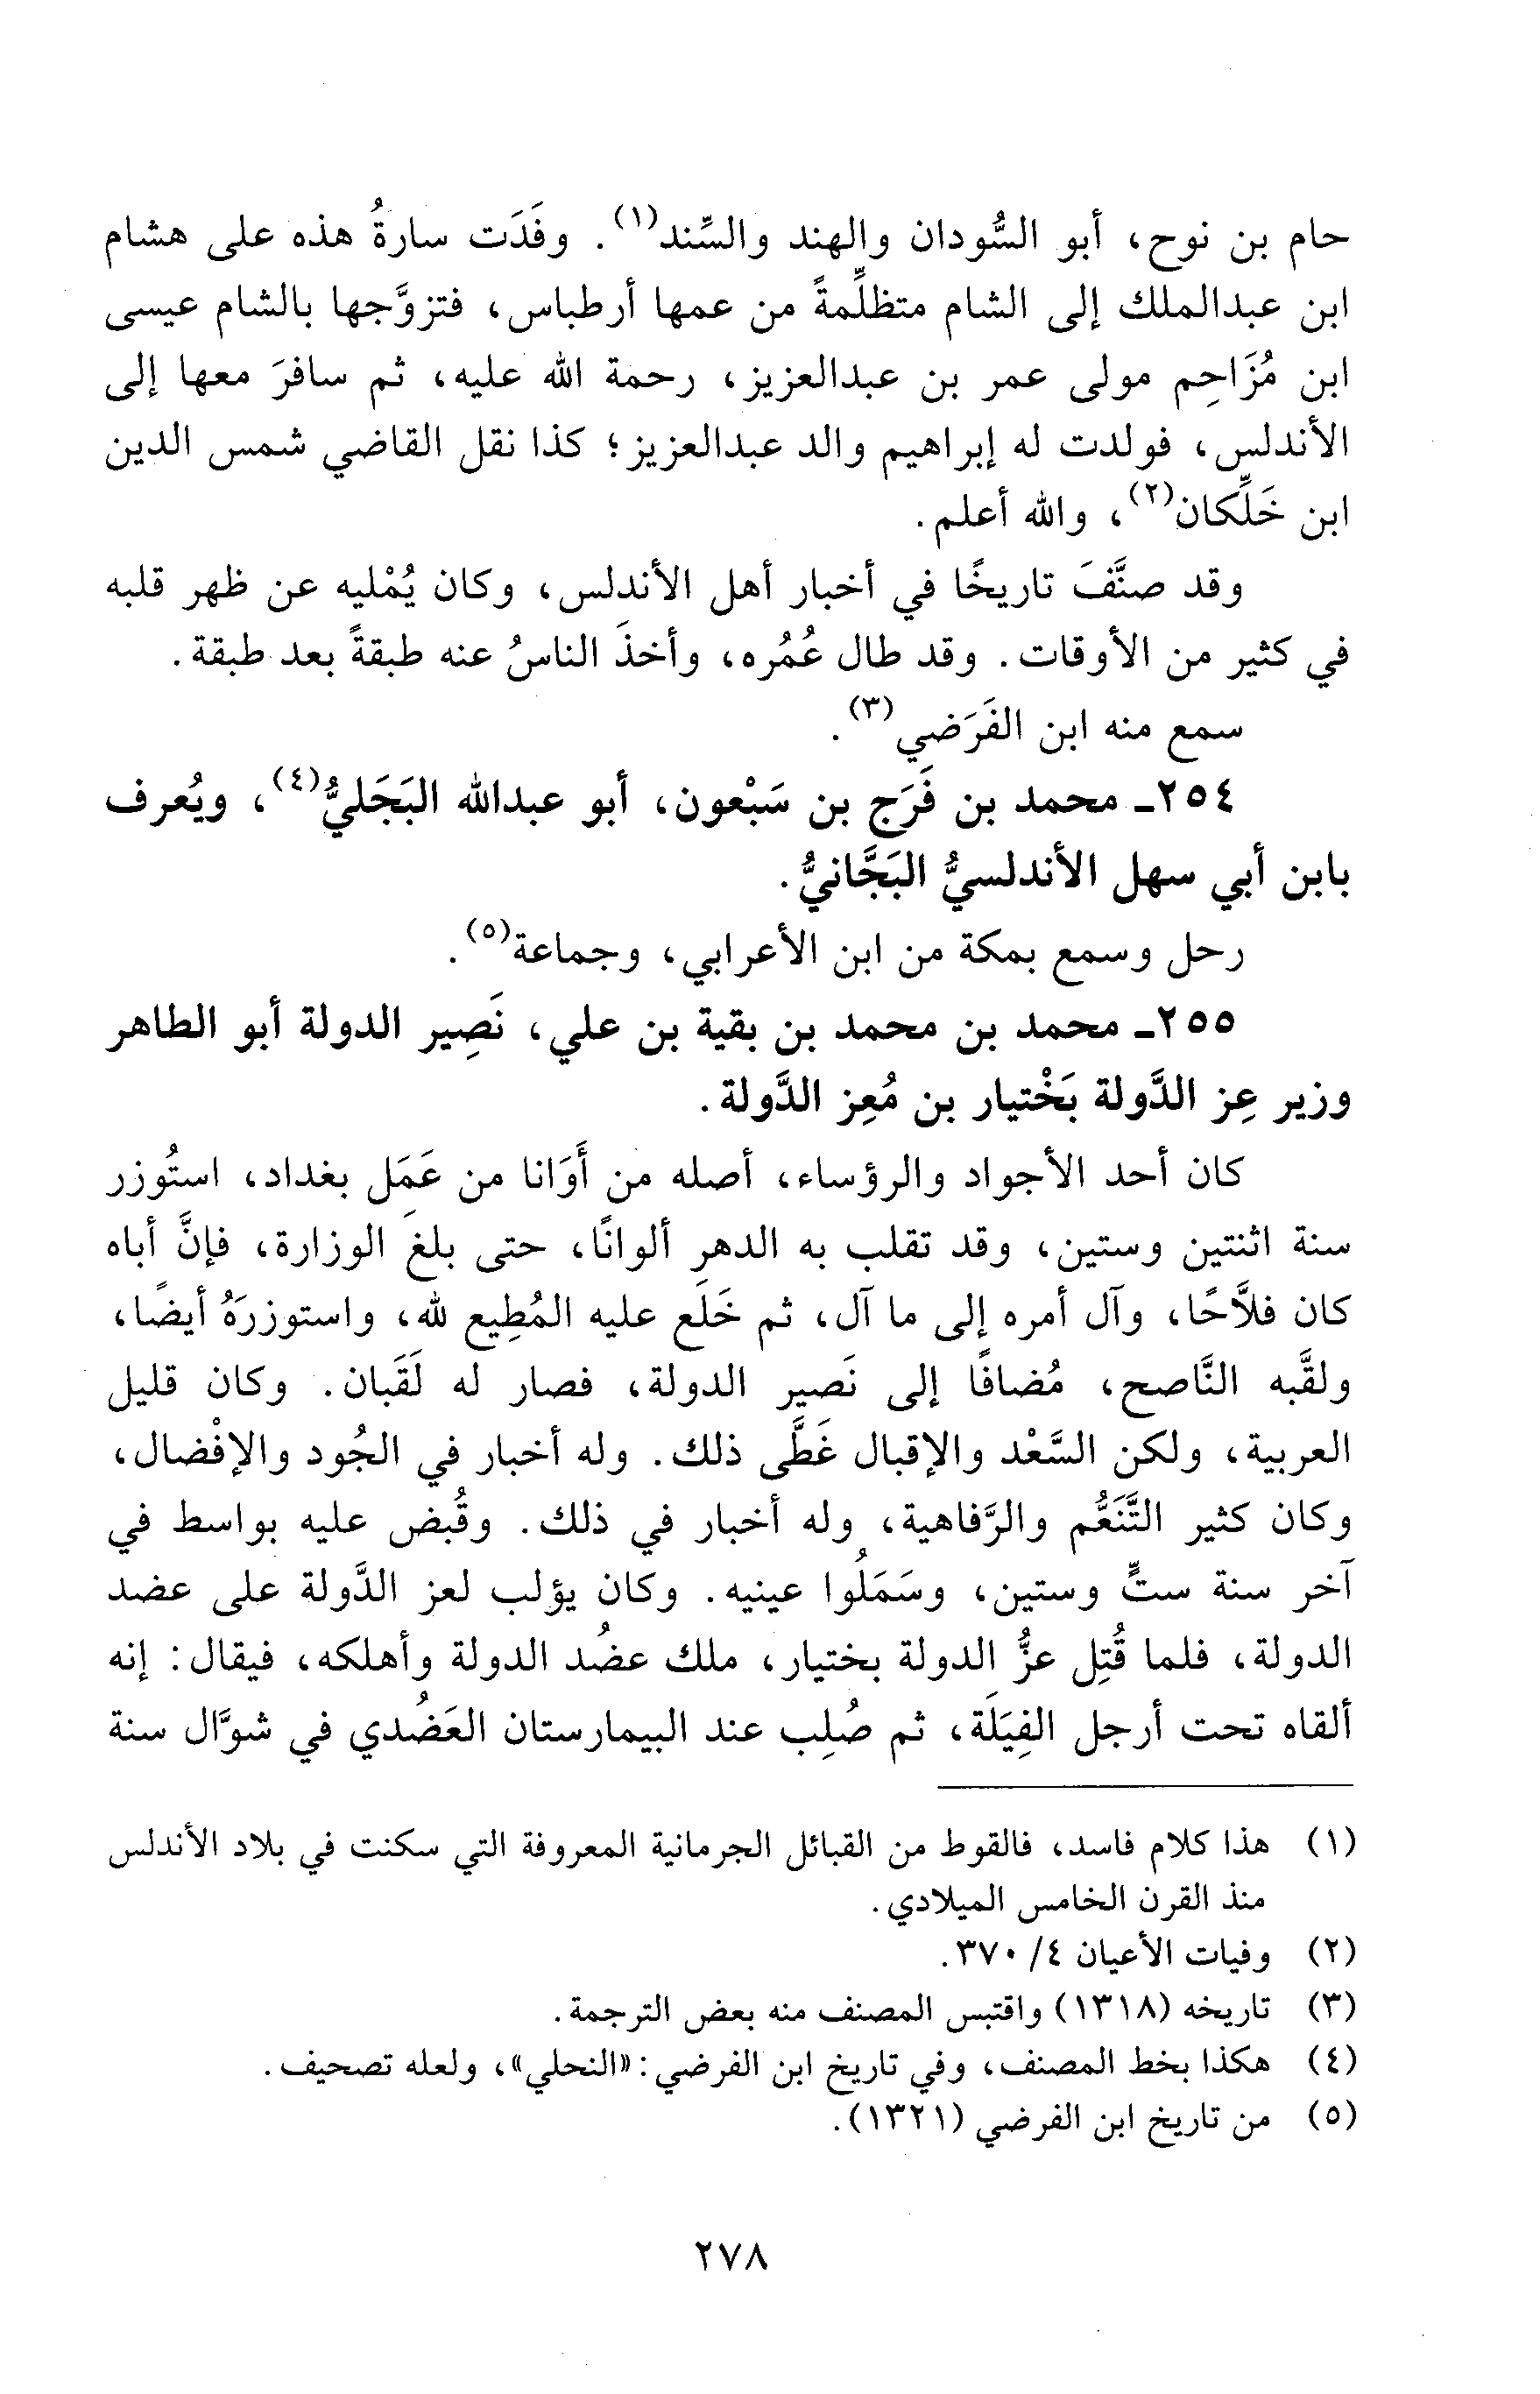 حام بن نوح، أبو السُّودان والهند والسِّند(١). وفَدَت سارةُ هذه على هشام
ابن عبدالملك إلى الشام متظلِّمةً من عمها أرطباس، فتزوَّجها بالشام عيسى
ابن مُزَاحِم مولى عمر بن عبدالعزيز، رحمة الله عليه، ثم سافرَ معها إلى
الأندلس، فولدت له إبراهيم والد عبدالعزيز؛ كذا نقل القاضي شمس الدين
ابن خَلِّكان(٢)، والله أعلم.
وقد صنَّفَ تاريخًا في أخبار أهل الأندلس، وكان يُمْليه عن ظهر قلبه
في كثير من الأوقات. وقد طال عُمُره، وأخذَ الناسُ عنه طبقةً بعد طبقة.
سمع منه ابن الفَرَضي(٣).
٢٥٤ـ محمد بن فَرَج بن سَبْعون، أبو عبدالله البَجَليُّ(٤)، ويُعرف
بابن أبي سهل الأندلسيُّ البَجَّانيُّ.
رحل وسمع بمكة من ابن الأعرابي، وجماعة(٥).
٢٥٥ـ محمد بن محمد بن بقية بن علي، نَصِير الدولة أبو الطاهر
وزير عِز الدَّولة بَخْتيار بن مُعِز الدَّولة.
كان أحد الأجواد والرؤساء، أصله من أَوَانا من عَمَل بغداد، استُوزر
سنة اثنتين وستين، وقد تقلب به الدهر ألوانًا، حتى بلغَ الوزارة، فإنَّ أباه
كان فلاَّحًا، وآل أمره إلى ما آل، ثم خَلَع عليه المُطِيع لله، واستوزرَهُ أيضًا،
ولقَّبه النَّاصح، مُضافًا إلى نَصير الدولة، فصار له لَقَبان. وكان قليل
العربية، ولكن السَّعْد والإقبال غَطَّى ذلك. وله أخبار في الجُود والإفْضال،
وكان كثير التَّنَعُّم والرَّفاهية، وله أخبار في ذلك. وقُبض عليه بواسط في
آخر سنة ستٍّ وستين، وسَمَلُوا عينيه. وكان يؤلب لعز الدَّولة على عضد
الدولة، فلما قُتِل عزُّ الدولة بختيار، ملك عضُد الدولة وأهلكه، فيقال: إنه
ألقاه تحت أرجل الفِيَلَة، ثم صُلِب عند البيمارستان العَضُدي في شوَّال سنة
(١) هذا كلام فاسد، فالقوط من القبائل الجرمانية المعروفة التي سكنت في بلاد الأندلس
منذ القرن الخامس الميلادي.
(٢) وفيات الأعيان ٤/ ٣٧٠.
(٣) تاريخه (١٣١٨) واقتبس المصنف منه بعض الترجمة.
(٤) هكذا بخط المصنف، وفي تاريخ ابن الفرضي: «النحلي»، ولعله تصحيف.
(٥) من تاريخ ابن الفرضي (١٣٢١).
٢٧٨